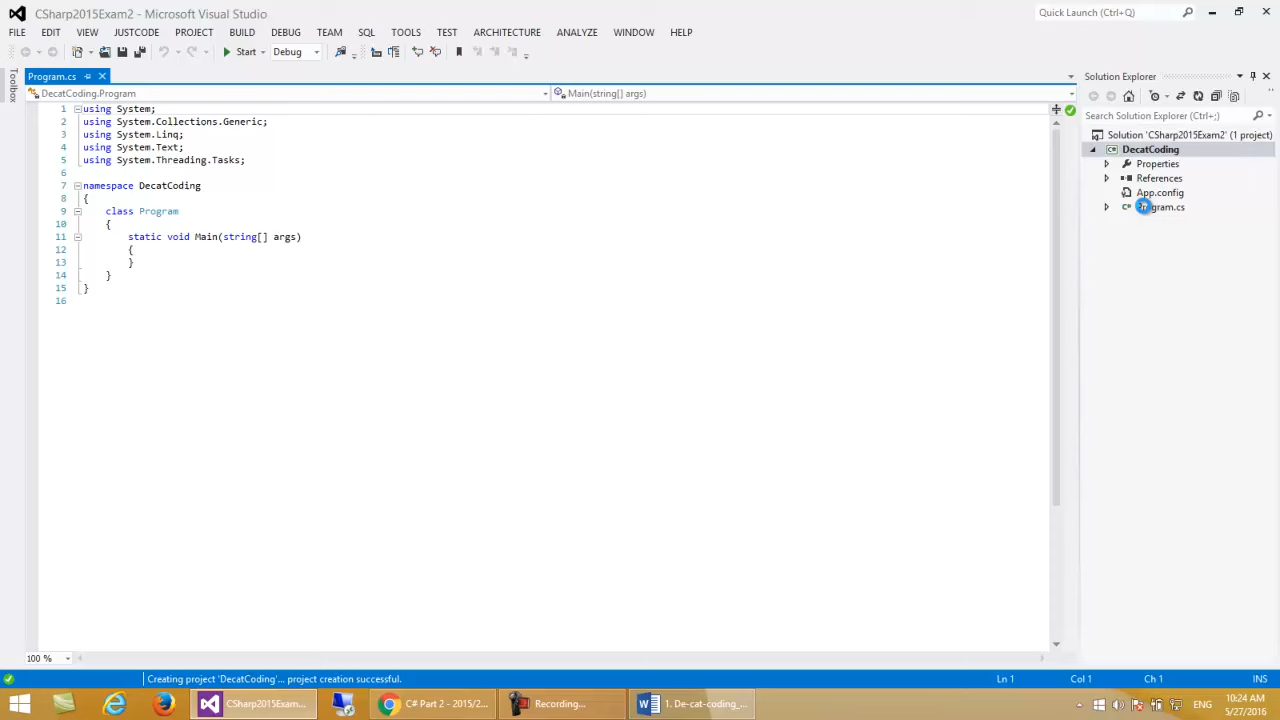 CSharp2015Exam2 - Microsoft Visual Studio
Quick Launch (Ctrl+Q)
FILE EDIT VIEW JUSTCODE PROJECT BUILD DEBUG TEAM SQL TOOLS TEST ARCHITECTURE ANALYZE WINDOW HELP
Start Debug
Toolbox
Program.cs
DecatCoding.Program
Main(string[] args)
1 using System;
2 using System.Collections.Generic;
3 using System.Linq;
4 using System.Text;
5 using System.Threading.Tasks;
6
7 namespace DecatCoding
8 {
9 class Program
10 {
11 static void Main(string[] args)
12 {
13 }
14 }
15 }
16
100 %
Solution Explorer
Search Solution Explorer (Ctrl+;)
Solution 'CSharp2015Exam2' (1 project)
C# DecatCoding
Properties
References
App.config
C# gram.cs
Creating project 'DecatCoding'... project creation successful.
Ln 1 Col 1 Ch 1 INS
CSharp2015Exam...
C# Part 2 - 2015/2...
Recording...
1. De-cat-coding_...
ENG
10:24 AM
5/27/2016